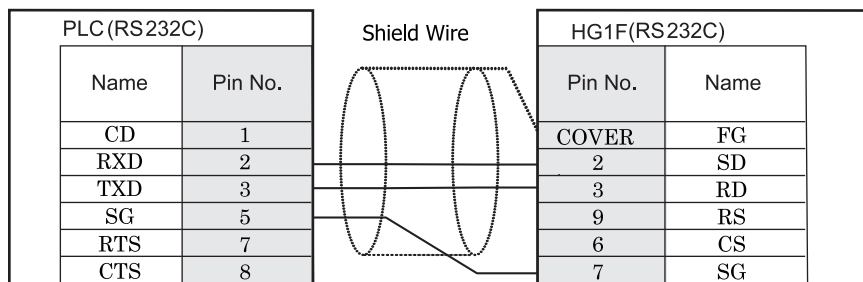 PLC(RS232C) Shield Wire HG1F(RS232C)
Name Pin No. Pin No. Name
CD 1 COVER FG
RXD 2 2 SD
TXD 3 3 RD
SG 5 9 RS
RTS 7 6 CS
CTS 8 7 SG